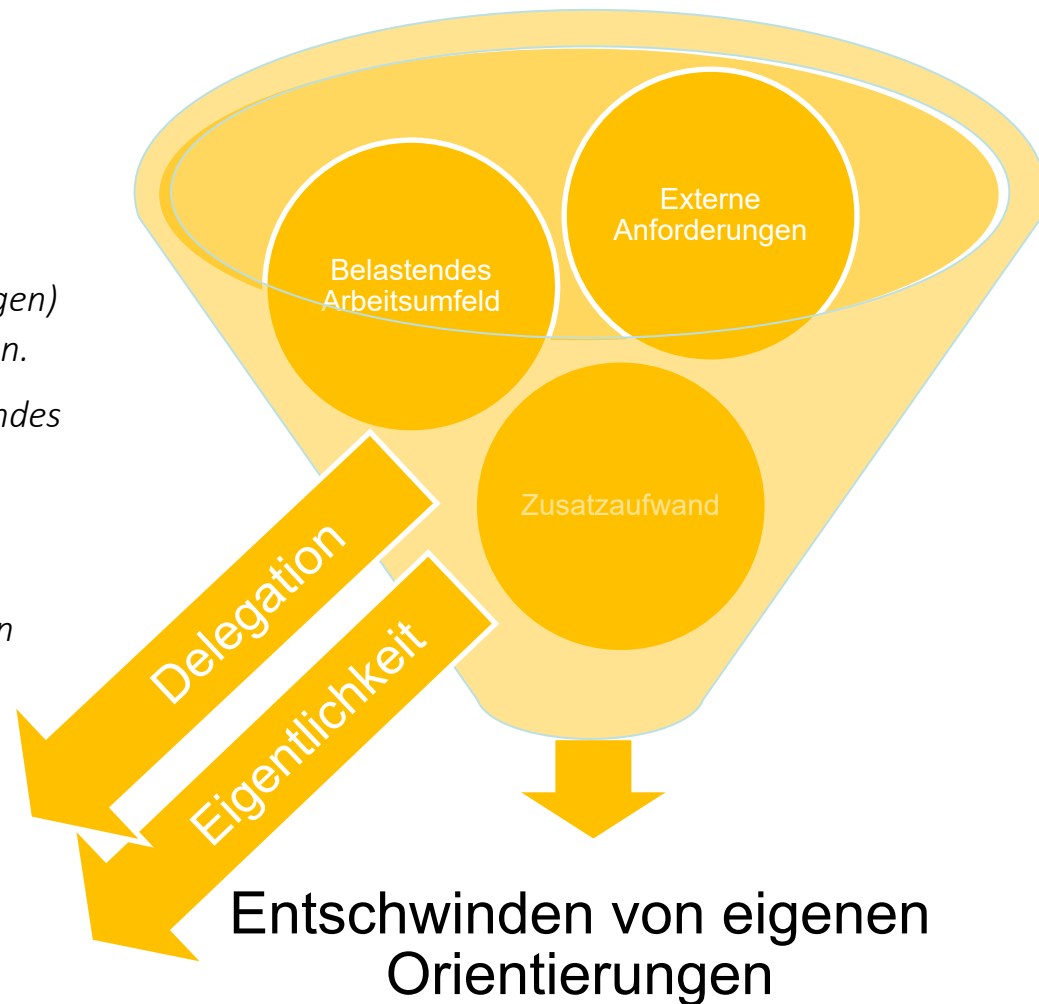 Externe
Anforderungen
Belastendes
Arbeitsumfeld
gen)
n.
ndes
Zusatzaufwand
n
Delegation
Eigentlichkeit
Entschwinden von eigenen
Orientierungen